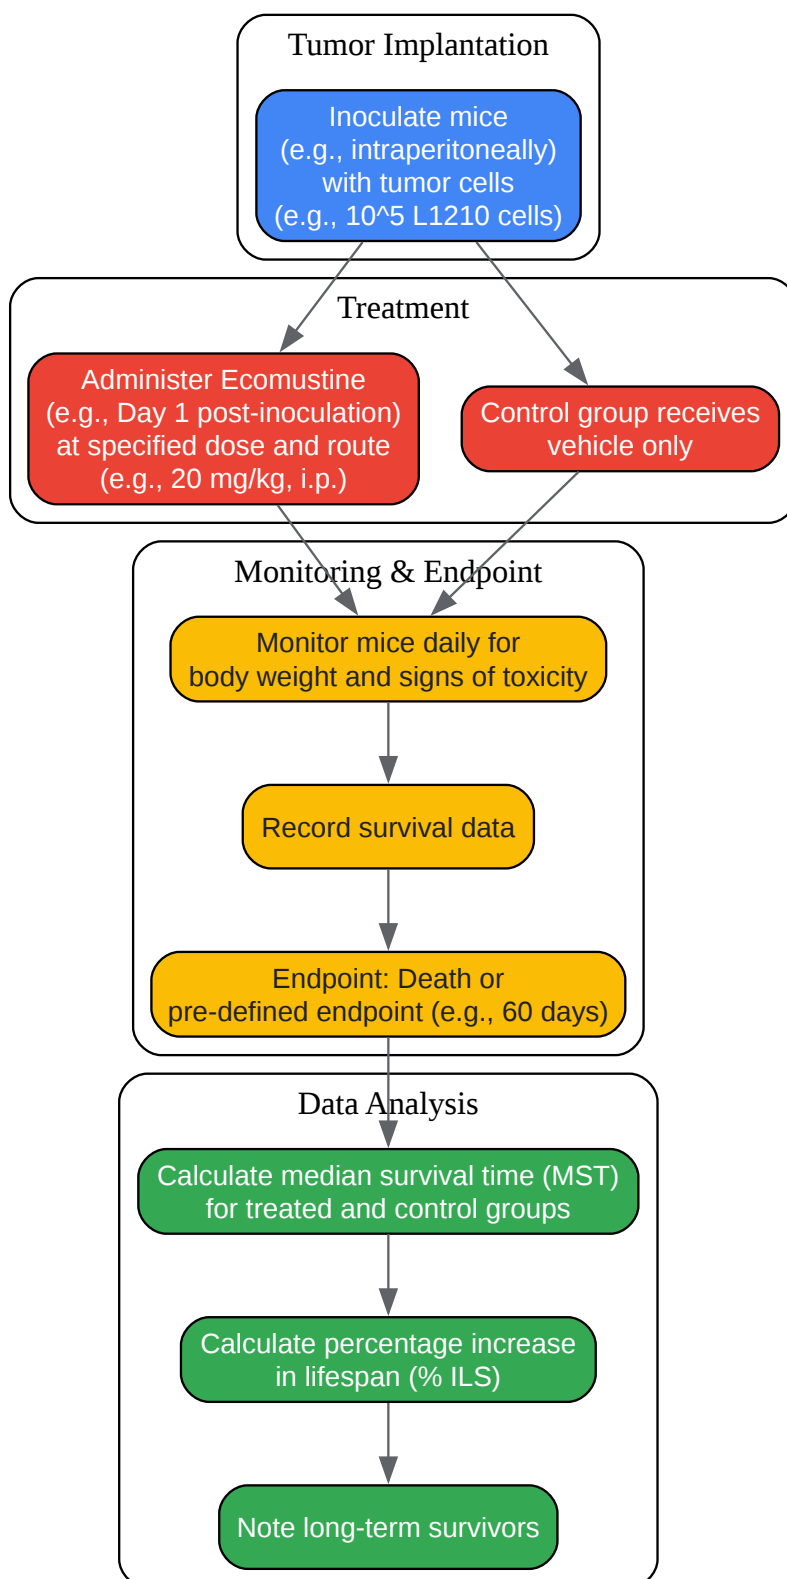 Tumor Implantation
Inoculate mice
(e.g., intraperitoneally)
with tumor cells
(e.g., 10^5 L1210 cells)
Treatment
Administer Ecomustine
(e.g., Day 1 post-inoculation)
at specified dose and route
(e.g., 20 mg/kg, i.p.)
Control group receives
vehicle only
Monitoring & Endpoint
Monitor mice daily for
body weight and signs of toxicity
Record survival data
Endpoint: Death or
pre-defined endpoint (e.g., 60 days)
Data Analysis
Calculate median survival time (MST)
for treated and control groups
Calculate percentage increase
in lifespan (% ILS)
Note long-term survivors